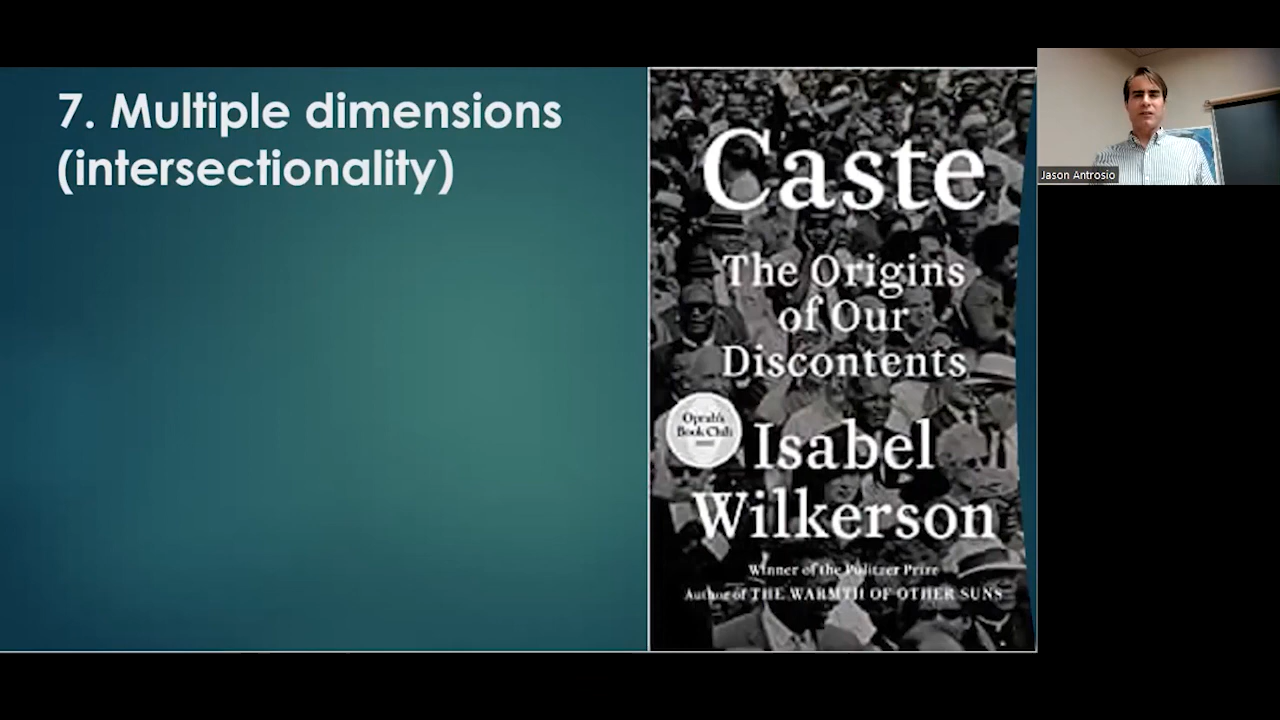 7. Multiple dimensions
(intersectionality)
Caste
The Origins
of Our
Discontents
Oprah's
Book Club
Isabel
Wilkerson
Winner of the Pulitzer Prize
Author of THE WARMTH OF OTHER SUNS
Jason Antrosio